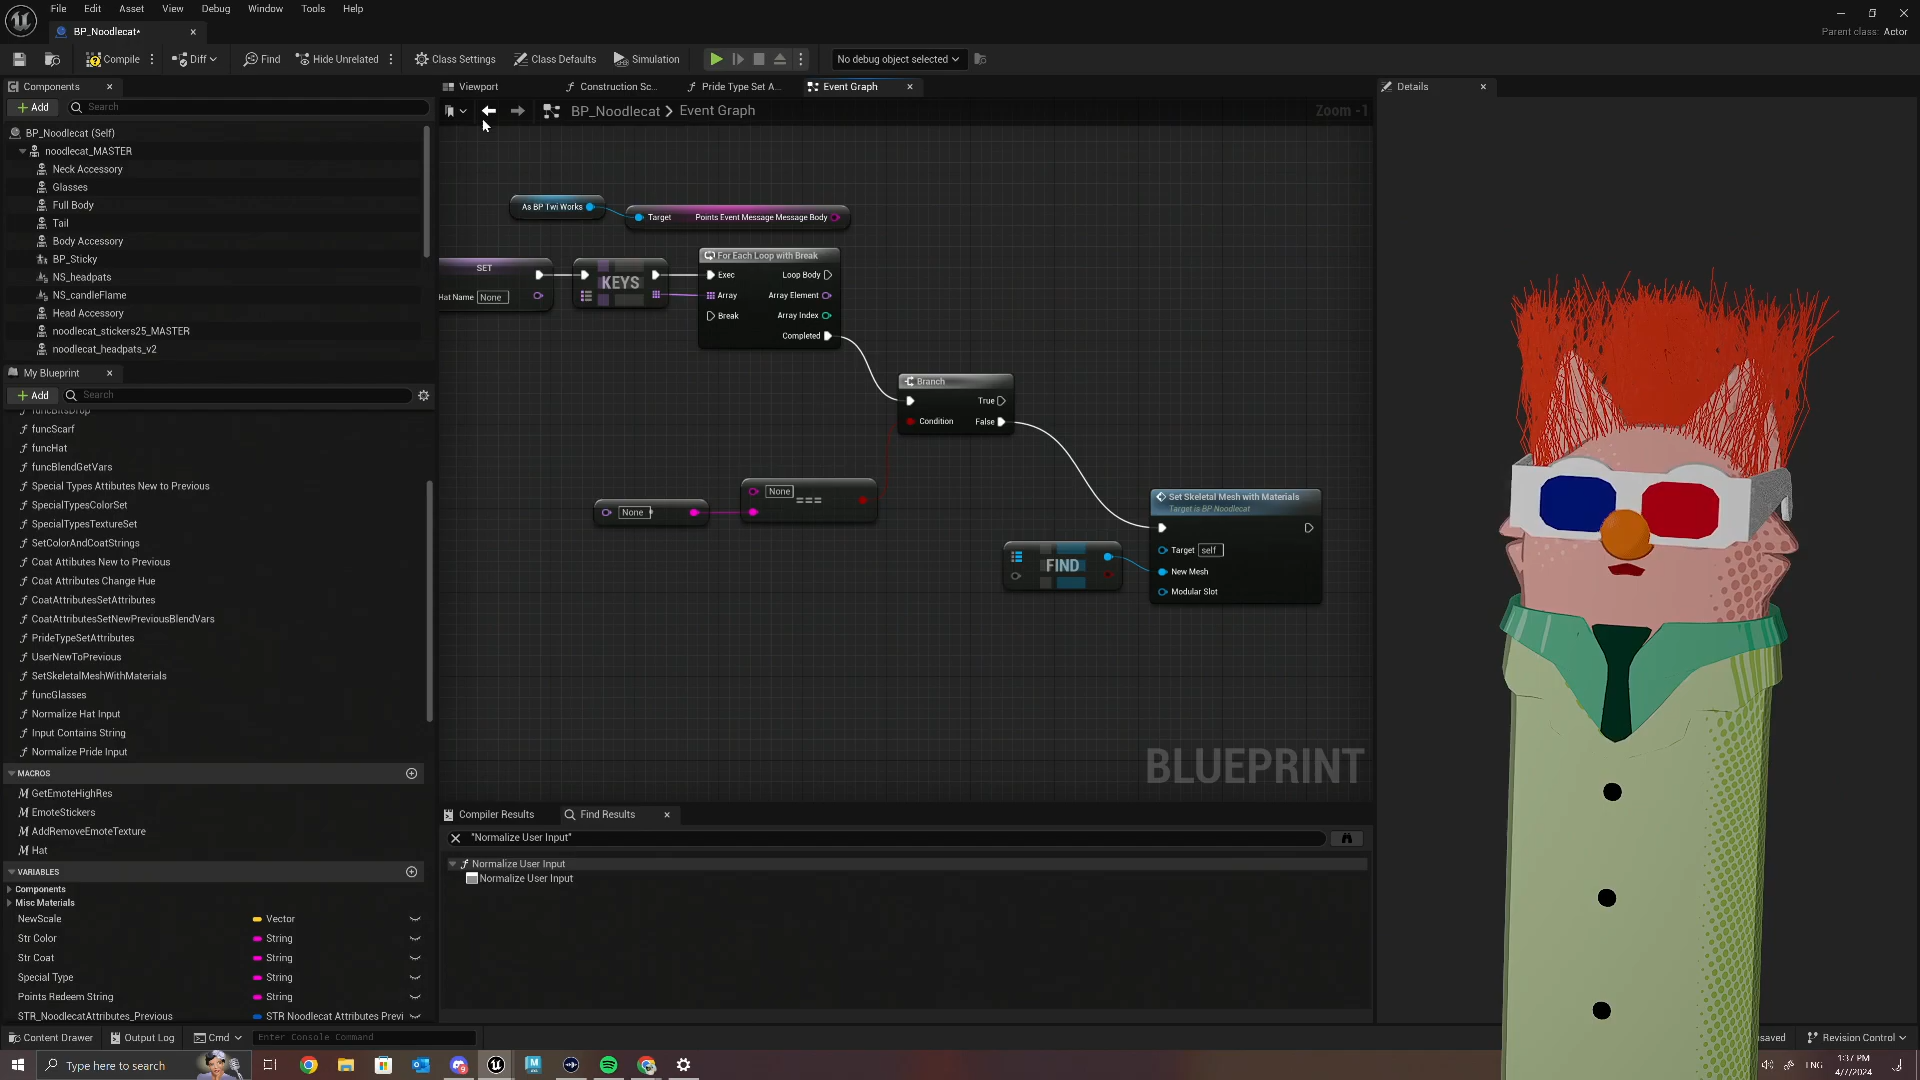 File Edit Asset View Debug Window Tools Help
BP_Noodlecat*
Parent class: Actor
Compile Diff Find Hide Unrelated Class Settings Class Defaults Simulation No debug object selected
Components
Viewport Construction Sc... Pride Type Set A... Event Graph
Details
Add Search
BP_Noodlecat > Event Graph
Zoom -1
BP_Noodlecat (Self)
noodlecat_MASTER
Neck Accessory
Glasses
Full Body
Tail
Body Accessory
BP_Sticky
NS_headpats
NS_candleFlame
Head Accessory
noodlecat_stickers25_MASTER
noodlecat_headpats_v2
As BP Twi Works
Target Points Event Message Message Body
SET
Hat Name None
KEYS
For Each Loop with Break
Exec Loop Body
Array Array Element
Break Array Index
Completed
Branch
True
Condition False
None
None ===
FIND
Set Skeletal Mesh with Materials
Target is BP Noodlecat
Target self
New Mesh
Modular Slot
BLUEPRINT
My Blueprint
Add Search
funcBitsDrop
funcScarf
funcHat
funcBlendGetVars
Special Types Attibutes New to Previous
SpecialTypesColorSet
SpecialTypesTextureSet
SetColorAndCoatStrings
Coat Attibutes New to Previous
Coat Attributes Change Hue
CoatAttributesSetAttributes
CoatAttributesSetNewPreviousBlendVars
PrideTypeSetAttributes
UserNewToPrevious
SetSkeletalMeshWithMaterials
funcGlasses
Normalize Hat Input
Input Contains String
Normalize Pride Input
MACROS
GetEmoteHighRes
EmoteStickers
AddRemoveEmoteTexture
Hat
VARIABLES
Components
Misc Materials
NewScale Vector
Str Color String
Str Coat String
Special Type String
Points Redeem String String
STR_NoodlecatAttributes_Previous STR Noodlecat Attributes Previ
Compiler Results Find Results
"Normalize User Input"
Normalize User Input
Normalize User Input
Content Drawer Output Log Cmd Enter Console Command
saved Revision Control
Type here to search
ENG
1:37 PM
4/7/2024